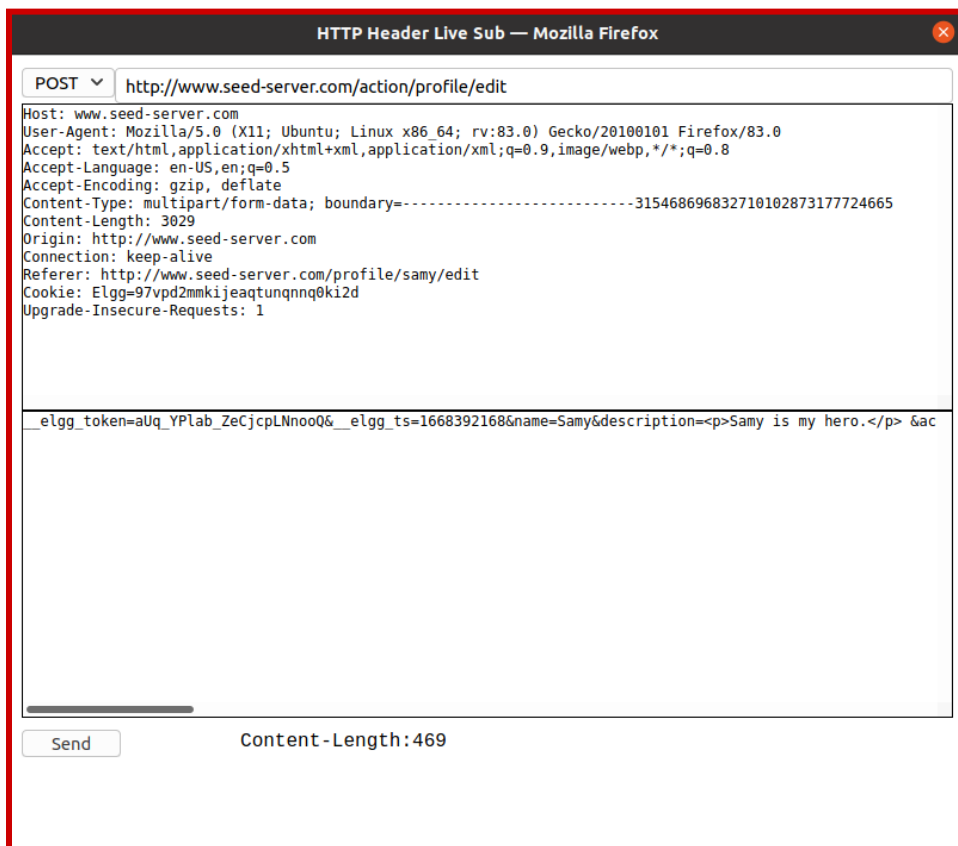 HTTP Header Live Sub — Mozilla Firefox
POST http://www.seed-server.com/action/profile/edit
Host: www.seed-server.com
User-Agent: Mozilla/5.0 (X11; Ubuntu; Linux x86_64; rv:83.0) Gecko/20100101 Firefox/83.0
Accept: text/html,application/xhtml+xml,application/xml;q=0.9,image/webp,*/*;q=0.8
Accept-Language: en-US,en;q=0.5
Accept-Encoding: gzip, deflate
Content-Type: multipart/form-data; boundary=---------------------------315468696832710102873177724665
Content-Length: 3029
Origin: http://www.seed-server.com
Connection: keep-alive
Referer: http://www.seed-server.com/profile/samy/edit
Cookie: Elgg=97vpd2mmkijeaqtunqnnq0ki2d
Upgrade-Insecure-Requests: 1
__elgg_token=aUq_YPlab_ZeCjcpLNnooQ&__elgg_ts=1668392168&name=Samy&description=<p>Samy is my hero.</p> &ac
Send Content-Length:469